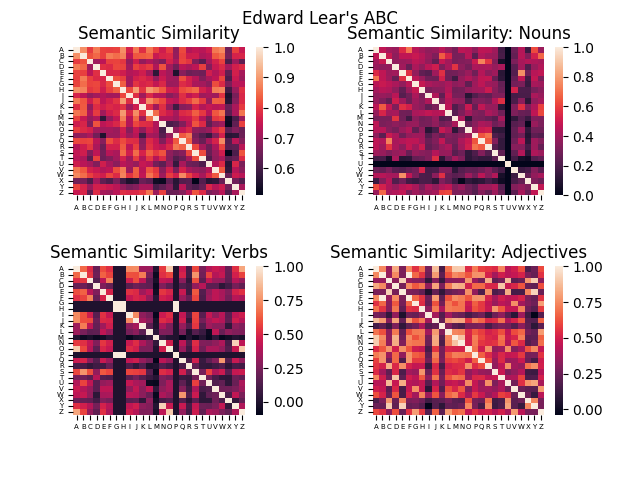 Edward Lear's ABC
Semantic Similarity
Semantic Similarity: Nouns
A
B
C
D
E
F
G
H
I
J
K
L
M
N
O
P
Q
R
S
T
U
V
W
X
Y
Z
1.0
0.9
0.8
0.7
0.6
1.0
0.8
0.6
0.4
0.2
0.0
A B C D E F G H I J K L M N O P Q R S T U V W X Y Z
A B C D E F G H I J K L M N O P Q R S T U V W X Y Z
Semantic Similarity: Verbs
Semantic Similarity: Adjectives
1.00
0.75
0.50
0.25
0.00
1.00
0.75
0.50
0.25
0.00
A B C D E F G H I J K L M N O P Q R S T U V W X Y Z
A B C D E F G H I J K L M N O P Q R S T U V W X Y Z